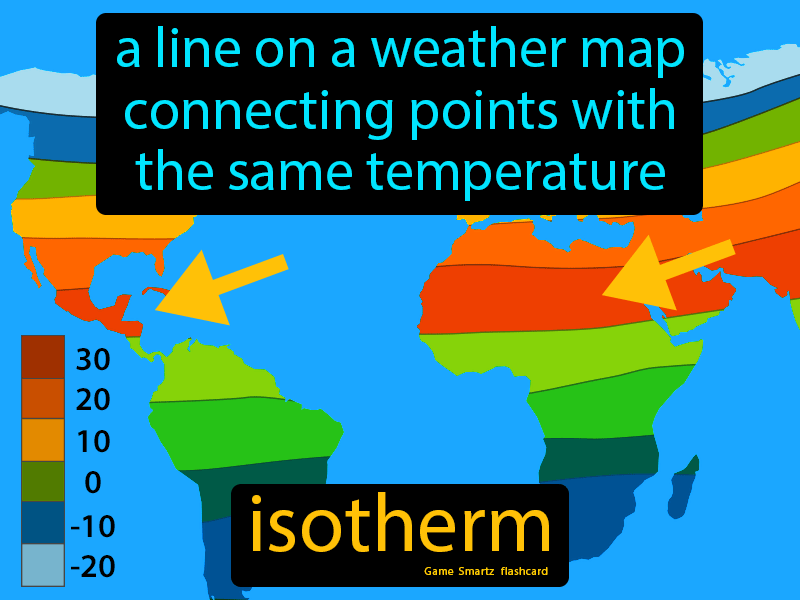 a line on a weather map
connecting points with
the same temperature
30
20
10
0
-10
-20
isotherm
Game Smartz flashcard